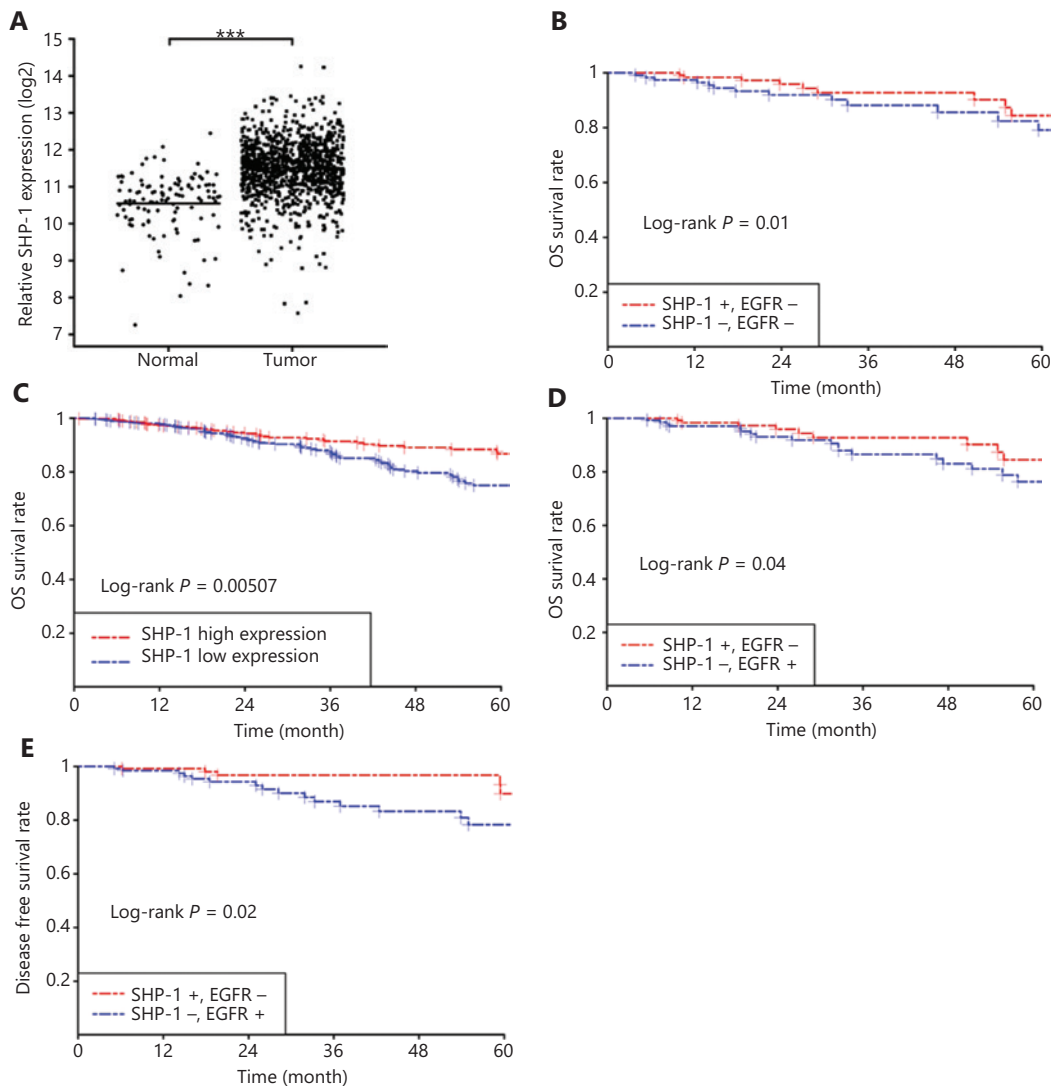 A
***
Relative SHP-1 expression (log2)
15
14
13
12
11
10
9
8
7
Normal
Tumor
B
OS surival rate
1
0.8
0.6
0.4
0.2
Log-rank P = 0.01
SHP-1 +, EGFR –
SHP-1 –, EGFR –
0 12 24 36 48 60
Time (month)
C
OS surival rate
1
0.8
0.6
0.4
0.2
Log-rank P = 0.00507
SHP-1 high expression
SHP-1 low expression
0 12 24 36 48 60
Time (month)
D
OS surival rate
1
0.8
0.6
0.4
0.2
Log-rank P = 0.04
SHP-1 +, EGFR –
SHP-1 –, EGFR +
0 12 24 36 48 60
Time (month)
E
Disease free surival rate
1
0.8
0.6
0.4
0.2
Log-rank P = 0.02
SHP-1 +, EGFR –
SHP-1 –, EGFR +
0 12 24 36 48 60
Time (month)